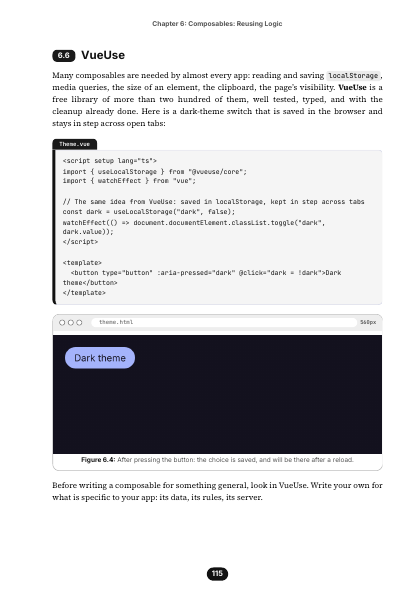 Chapter 6: Composables: Reusing Logic
6.6 VueUse
Many composables are needed by almost every app: reading and saving localStorage,
media queries, the size of an element, the clipboard, the page's visibility. VueUse is a
free library of more than two hundred of them, well tested, typed, and with the
cleanup already done. Here is a dark-theme switch that is saved in the browser and
stays in step across open tabs:
Theme.vue
<script setup lang="ts">
import { useLocalStorage } from "@vueuse/core";
import { watchEffect } from "vue";
// The same idea from VueUse: saved in localStorage, kept in step across tabs
const dark = useLocalStorage("dark", false);
watchEffect(() => document.documentElement.classList.toggle("dark",
dark.value));
</script>
<template>
<button type="button" :aria-pressed="dark" @click="dark = !dark">Dark
theme</button>
</template>
theme.html 560px
Dark theme
Figure 6.4: After pressing the button: the choice is saved, and will be there after a reload.
Before writing a composable for something general, look in VueUse. Write your own for
what is specific to your app: its data, its rules, its server.
115